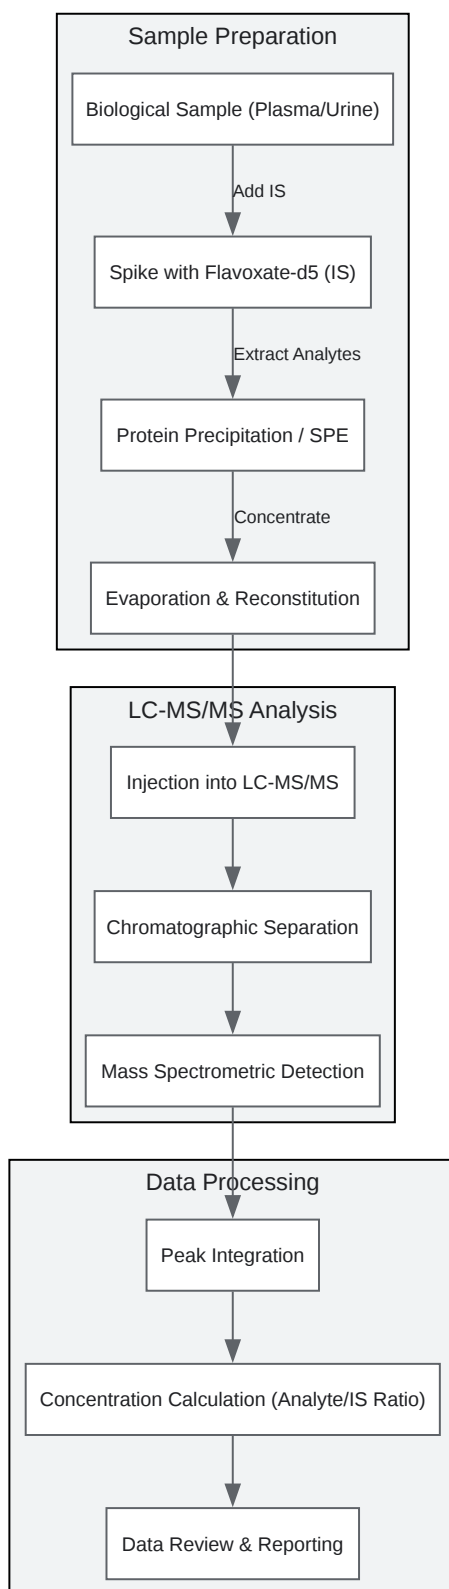 Sample Preparation
Biological Sample (Plasma/Urine)
Add IS
Spike with Flavoxate-d5 (IS)
Extract Analytes
Protein Precipitation / SPE
Concentrate
Evaporation & Reconstitution
LC-MS/MS Analysis
Injection into LC-MS/MS
Chromatographic Separation
Mass Spectrometric Detection
Data Processing
Peak Integration
Concentration Calculation (Analyte/IS Ratio)
Data Review & Reporting